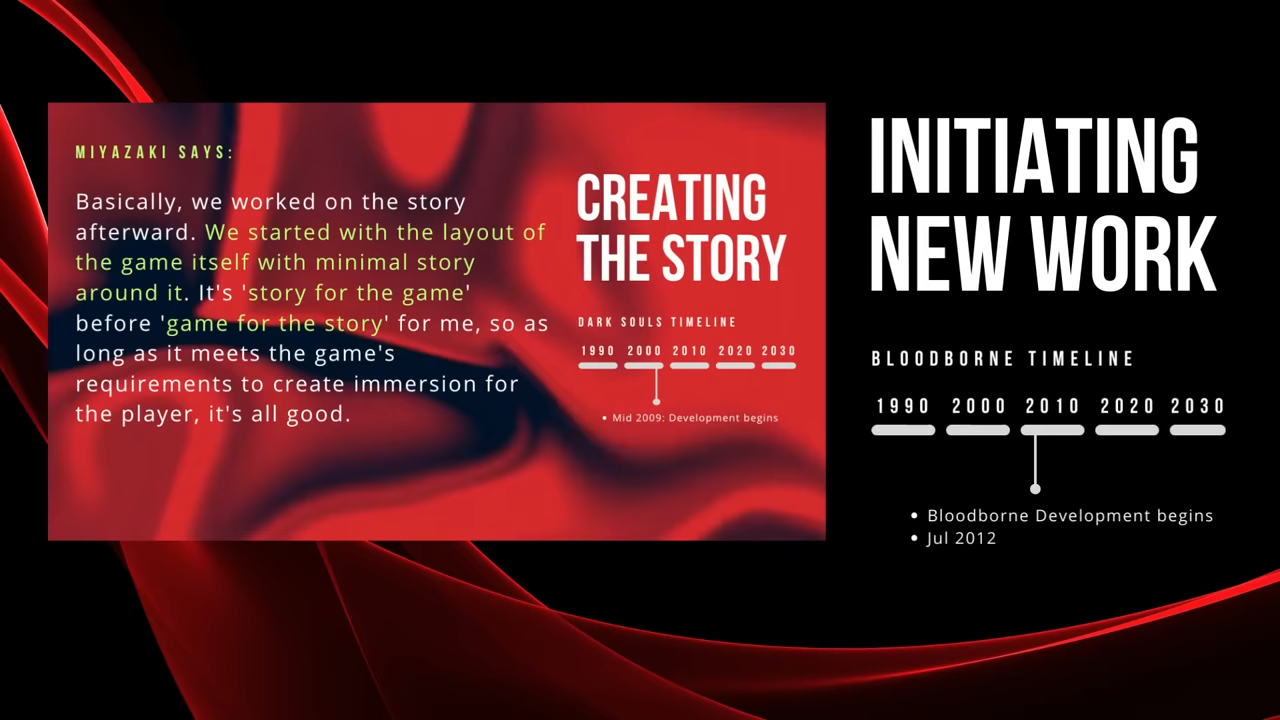 MIYAZAKI SAYS:
Basically, we worked on the story
afterward. We started with the layout of
the game itself with minimal story
around it. It's 'story for the game'
before 'game for the story' for me, so as
long as it meets the game's
requirements to create immersion for
the player, it's all good.
CREATING
THE STORY
DARK SOULS TIMELINE
1990 2000 2010 2020 2030
• Mid 2009: Development begins
INITIATING
NEW WORK
BLOODBORNE TIMELINE
1990 2000 2010 2020 2030
• Bloodborne Development begins
• Jul 2012